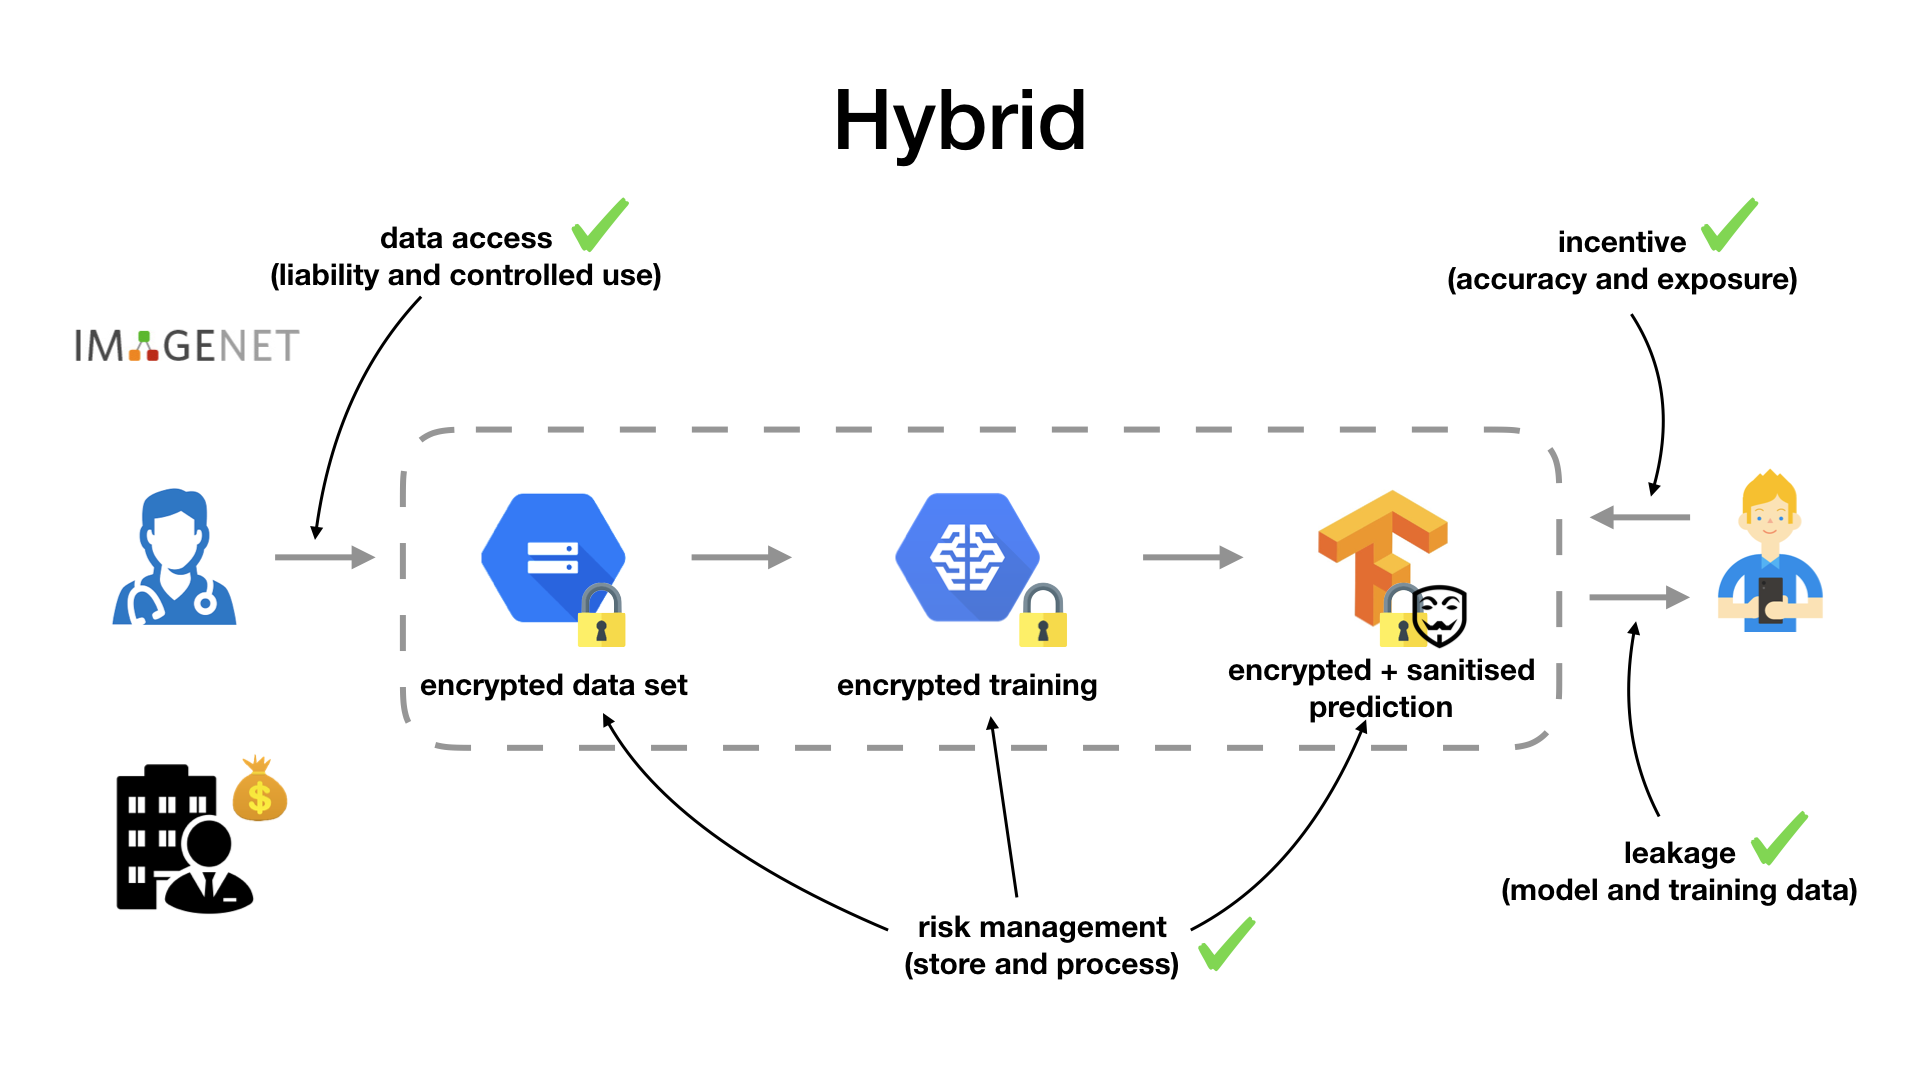 Hybrid
data access
(liability and controlled use)
incentive
(accuracy and exposure)
IMAGENET
$
encrypted data set
encrypted training
encrypted + sanitised
prediction
leakage
(model and training data)
risk management
(store and process)